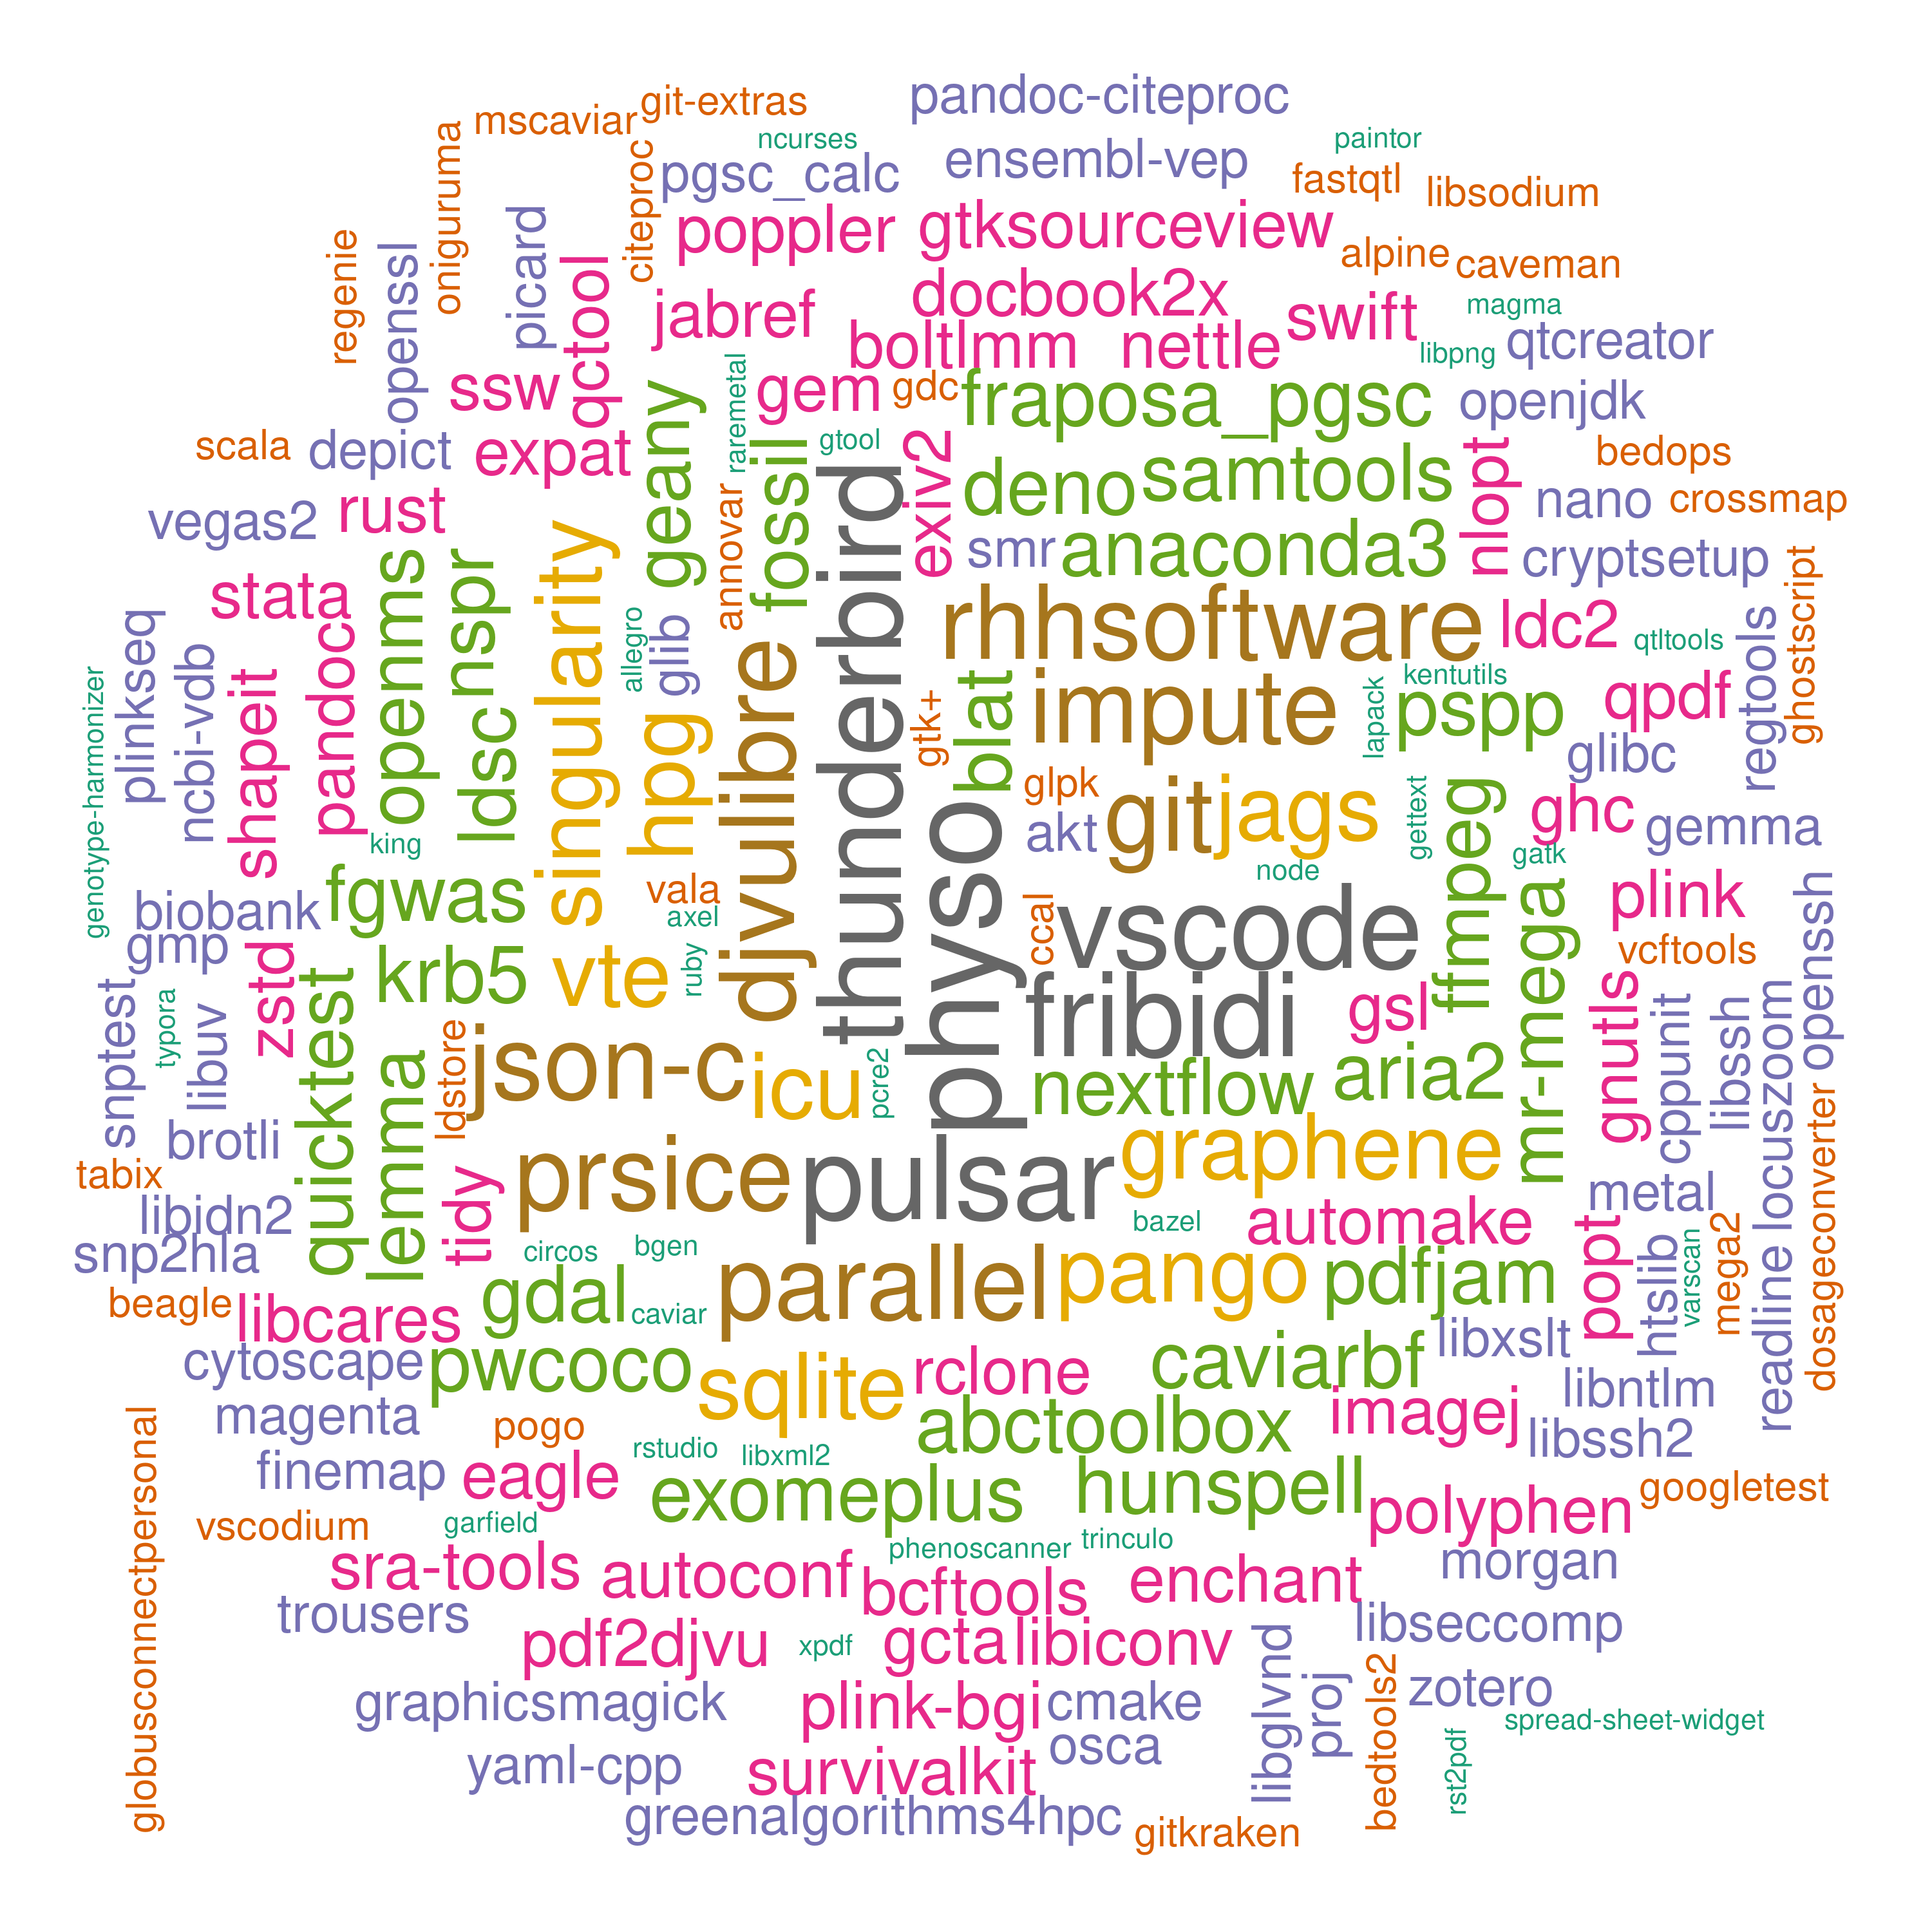 pandoc-citeproc
git-extras
mscaviar
ncurses
paintor
citeproc
oniguruma
pgsc_calc
ensembl-vep
fastqtl
libsodium
regenie
openssl
picard
qctool
poppler
gtksourceview
alpine
caveman
jabref
docbook2x
swift
magma
boltlmm
nettle
libpng
qtcreator
ssw
geany
raremetal
gem
gdc
fraposa_pgsc
openjdk
scala
depict
expat
fossil
gtool
thunderbird
exiv2
deno
samtools
nlopt
bedops
vegas2
rust
annovar
nano
crossmap
openms
nspr
singularity
smr
anaconda3
cryptsetup
stata
rhhsoftware
ldc2
ghostscript
plinkseq
ncbi-vdb
pandoc
allegro
glib
djvulibre
qtltools
regtools
genotype-harmonizer
shapeit
ldsc
hpg
gtk+
blat
impute
lapack
kentutils
pspp
qpdf
glibc
king
glpk
akt
git
jags
gettext
ffmpeg
ghc
gemma
gatk
node
physo
biobank
fgwas
vala
axel
ccal
vscode
mr-mega
plink
openssh
gmp
zstd
quicktest
krb5
vte
ruby
vcftools
snptest
typora
libuv
fribidi
gsl
gnutls
cppunit
libssh
locuszoom
lemma
ldstore
json-c
icu
pcre2
nextflow
aria2
dosageconverter
brotli
tabix
tidy
prsice
pulsar
graphene
metal
libidn2
snp2hla
circos
bgen
bazel
automake
popt
htslib
varscan
mega2
readline
beagle
libcares
gdal
caviar
parallel
pango
pdfjam
cytoscape
pwcoco
sqlite
rclone
caviarbf
libxslt
libntlm
magenta
pogo
rstudio
libxml2
abctoolbox
imagej
libssh2
globusconnectpersonal
finemap
eagle
exomeplus
hunspell
polyphen
googletest
vscodium
garfield
phenoscanner
trinculo
sra-tools
autoconf
bcftools
enchant
morgan
trousers
pdf2djvu
xpdf
gcta
libiconv
libglvnd
proj
libseccomp
graphicsmagick
plink-bgi
cmake
bedtools2
zotero
spread-sheet-widget
rst2pdf
yaml-cpp
survivalkit
osca
greenalgorithms4hpc
gitkraken